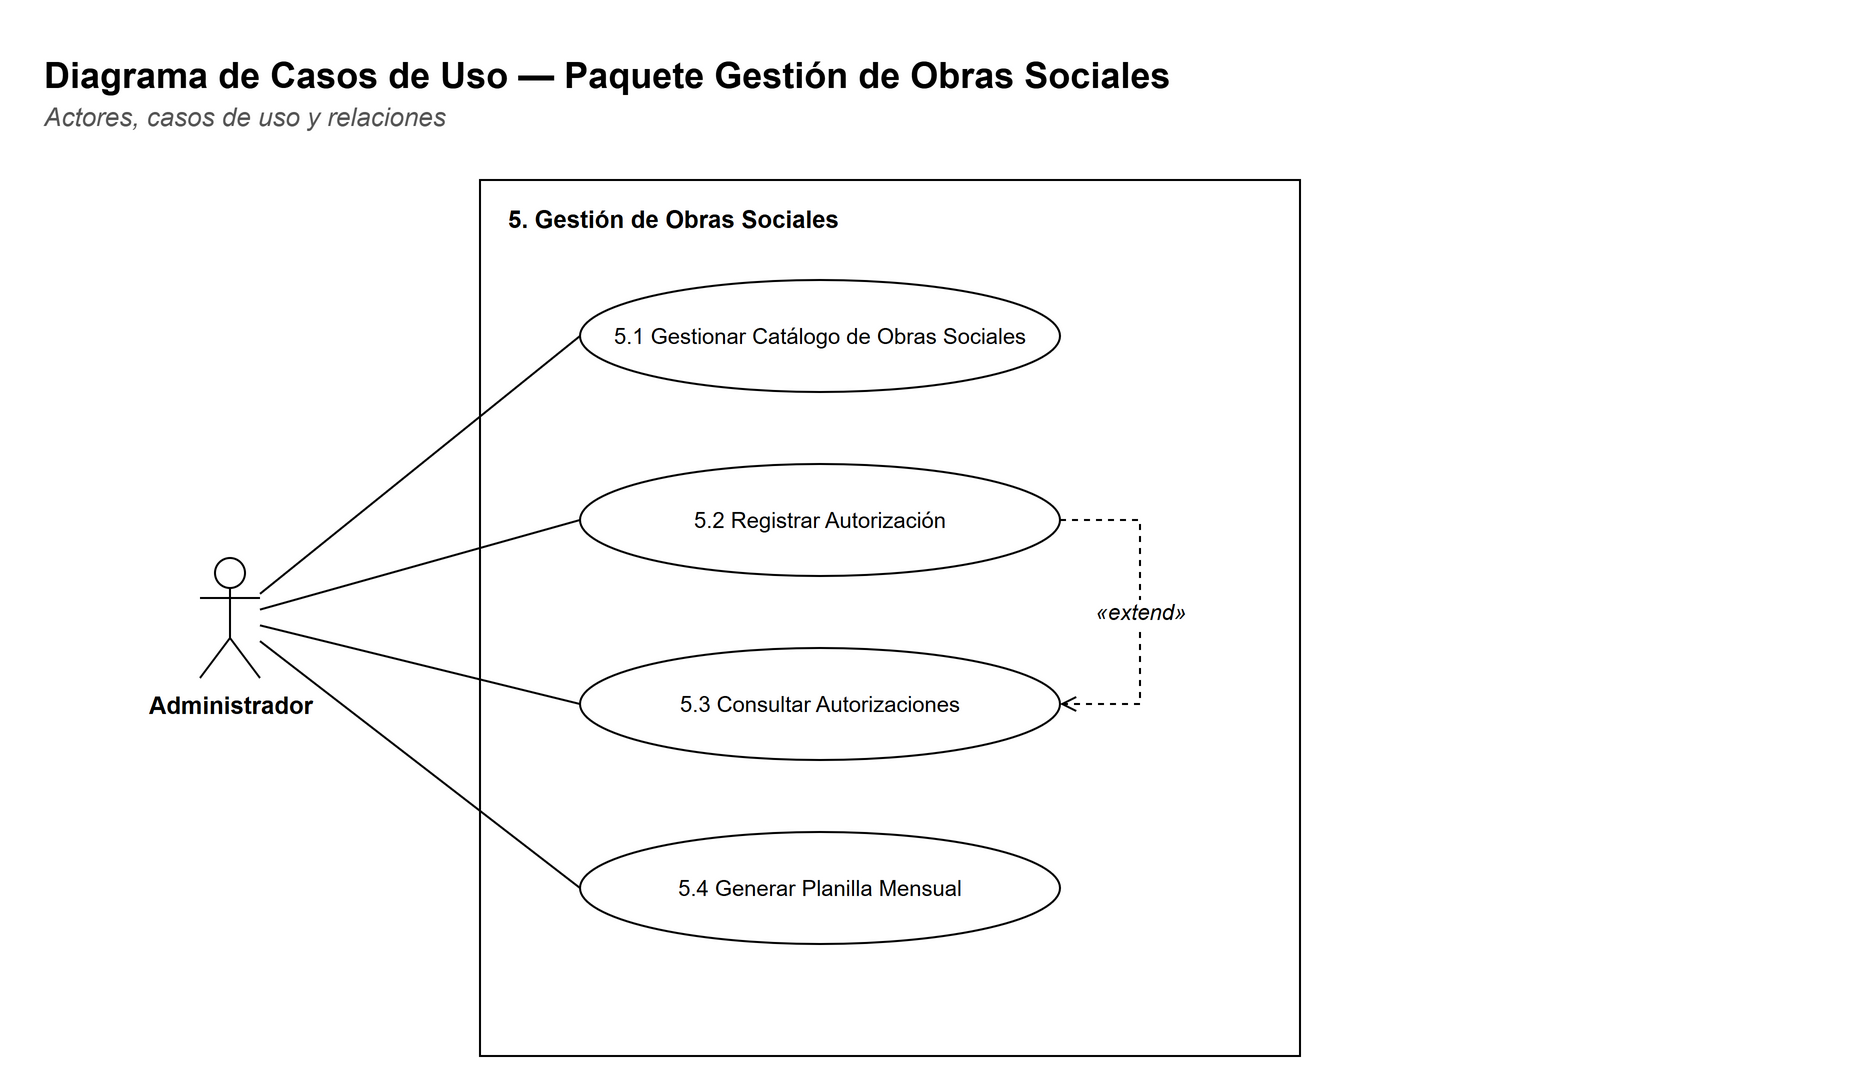 Diagrama de Casos de Uso — Paquete Gestión de Obras Sociales
Actores, casos de uso y relaciones
5. Gestión de Obras Sociales
5.1 Gestionar Catálogo de Obras Sociales
5.2 Registrar Autorización
«extend»
5.3 Consultar Autorizaciones
Administrador
5.4 Generar Planilla Mensual